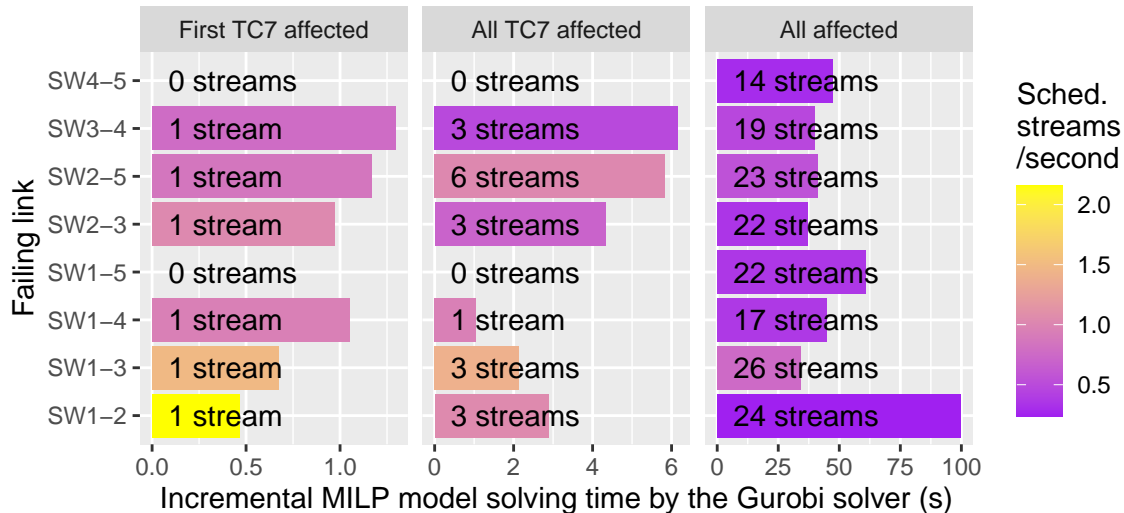 First TC7 affected
All TC7 affected
All affected
SW4−5
0 streams
0 streams
14 streams
SW3−4
1 stream
3 streams
19 streams
SW2−5
1 stream
6 streams
23 streams
SW2−3
1 stream
3 streams
22 streams
SW1−5
0 streams
0 streams
22 streams
SW1−4
1 stream
1 stream
17 streams
SW1−3
1 stream
3 streams
26 streams
SW1−2
1 stream
3 streams
24 streams
0.0
0.5
1.0
0
2
4
6
0
25
50
75
100
Incremental MILP model solving time by the Gurobi solver (s)
Failing link
Sched.
streams
/second
2.0
1.5
1.0
0.5